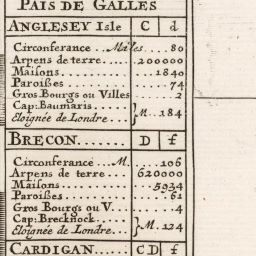 PAIS DE GALLES
ANGLESEY Isle C d
Circonferance Miles 80
Arpens de terre...... 200000
Maisons.......... 1840
Paroißes.......... 74
Gros Bourgs ou Villes..... 2
Cap: Baumaris......
Eloignée de Londre... } M. 184
BRECON....... D f
Circonferance ... M. ..... 106
Arpens de terre... 620000
Maisons.......... 5934
Paroißes............ 61
Gros Bourgs ou V....... 4
Cap: Brecknock...
Eloignée de Londre... } M. 124
CARDIGAN..... C D f